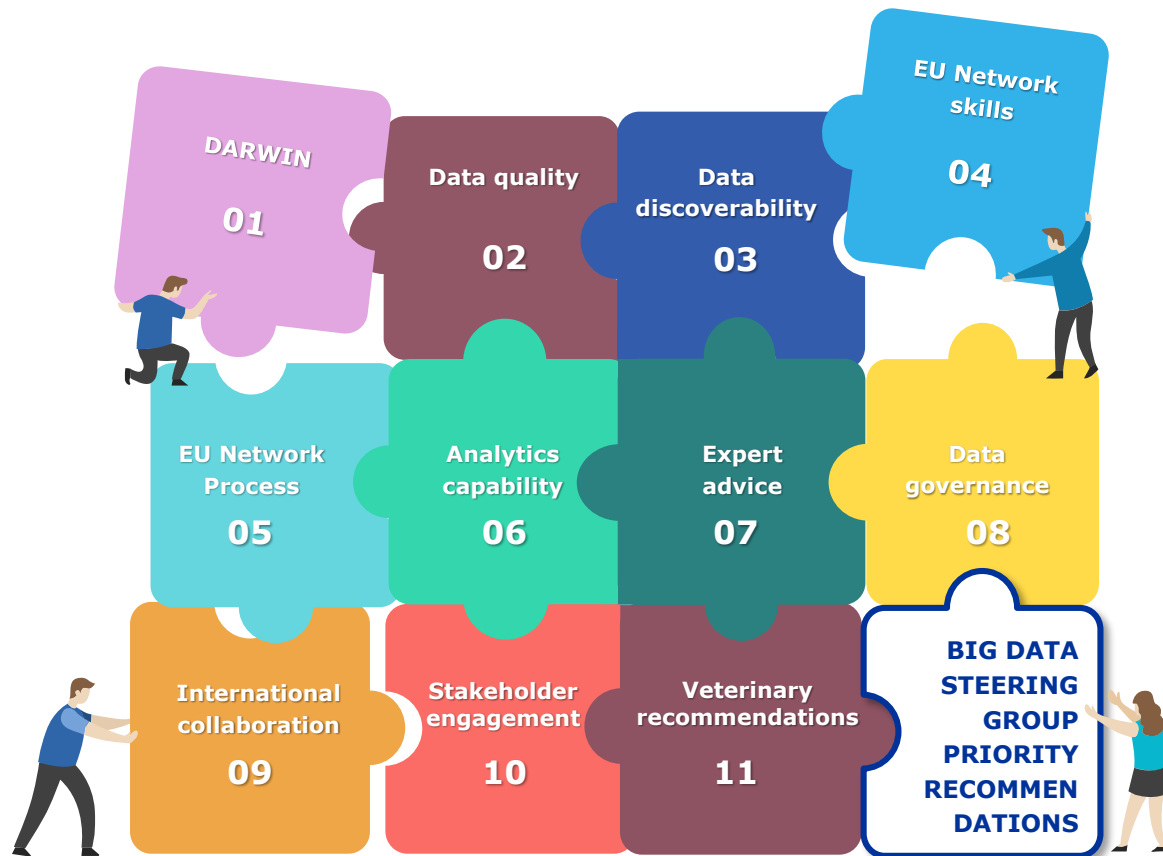 DARWIN
01
Data quality
02
Data
discoverability
03
EU Network
skills
04
EU Network
Process
05
Analytics
capability
06
Expert
advice
07
Data
governance
08
International
collaboration
09
Stakeholder
engagement
10
Veterinary
recommendations
11
BIG DATA
STEERING
GROUP
PRIORITY
RECOMMEN
DATIONS